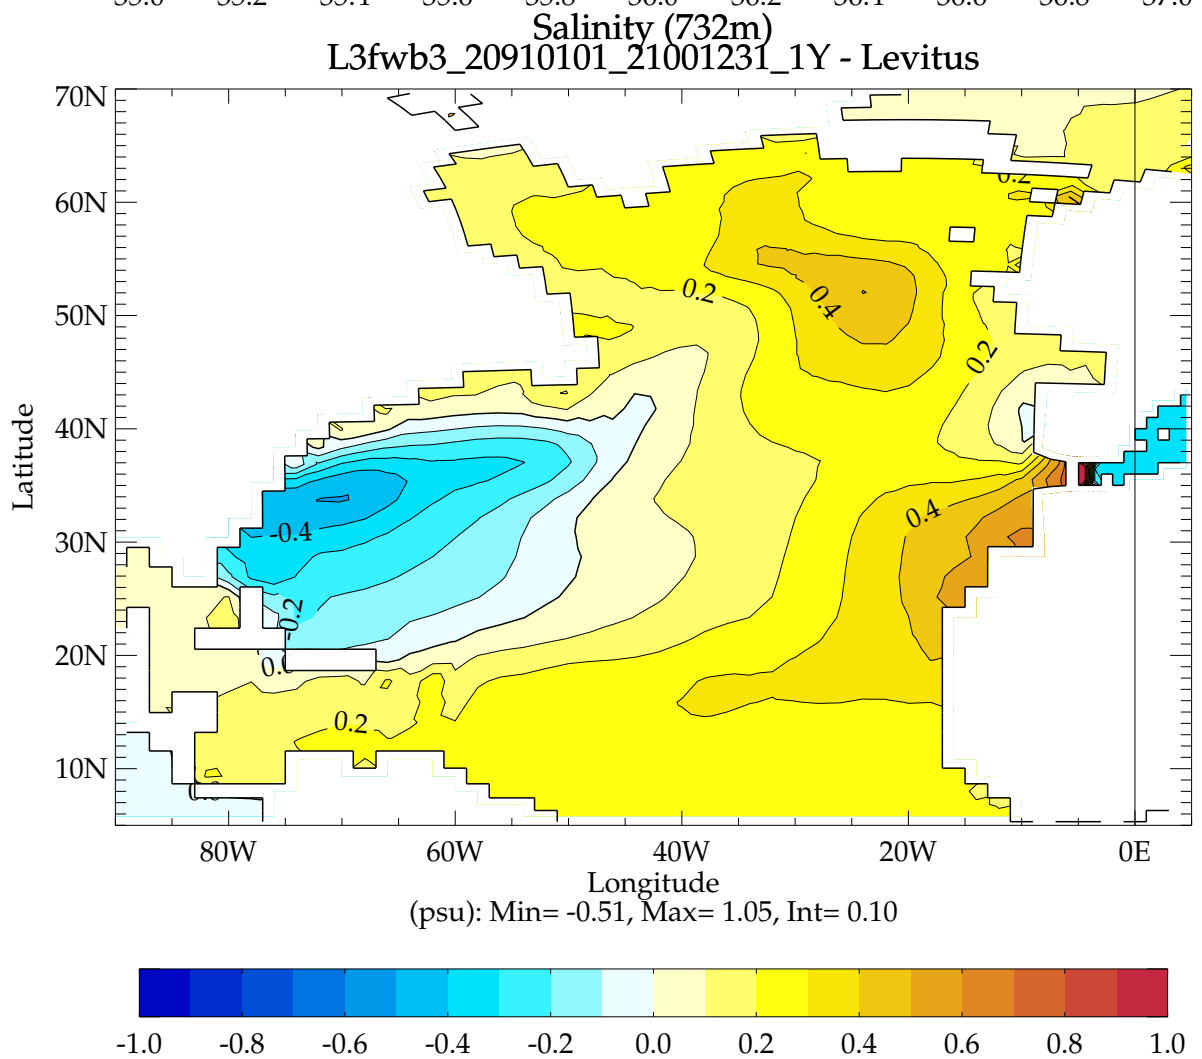 Salinity (732m)
L3fwb3_20910101_21001231_1Y - Levitus
70N
60N
50N
40N
30N
20N
10N
Latitude
0.2
0.2
0.4
0.2
0.4
-0.4
-0.2
0.2
80W 60W 40W 20W 0E
Longitude
(psu): Min= -0.51, Max= 1.05, Int= 0.10
-1.0 -0.8 -0.6 -0.4 -0.2 0.0 0.2 0.4 0.6 0.8 1.0